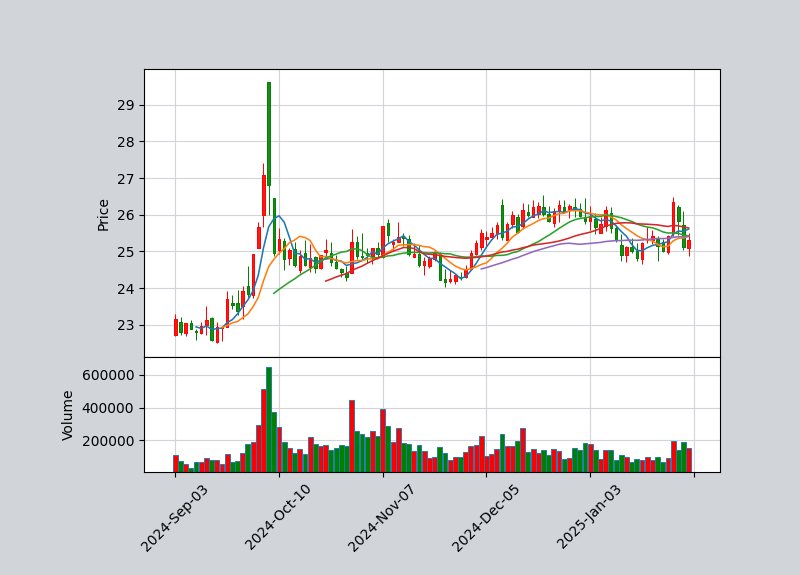 29
28
27
26
25
24
23
Price
600000
400000
200000
Volume
2024-Sep-03
2024-Oct-10
2024-Nov-07
2024-Dec-05
2025-Jan-03